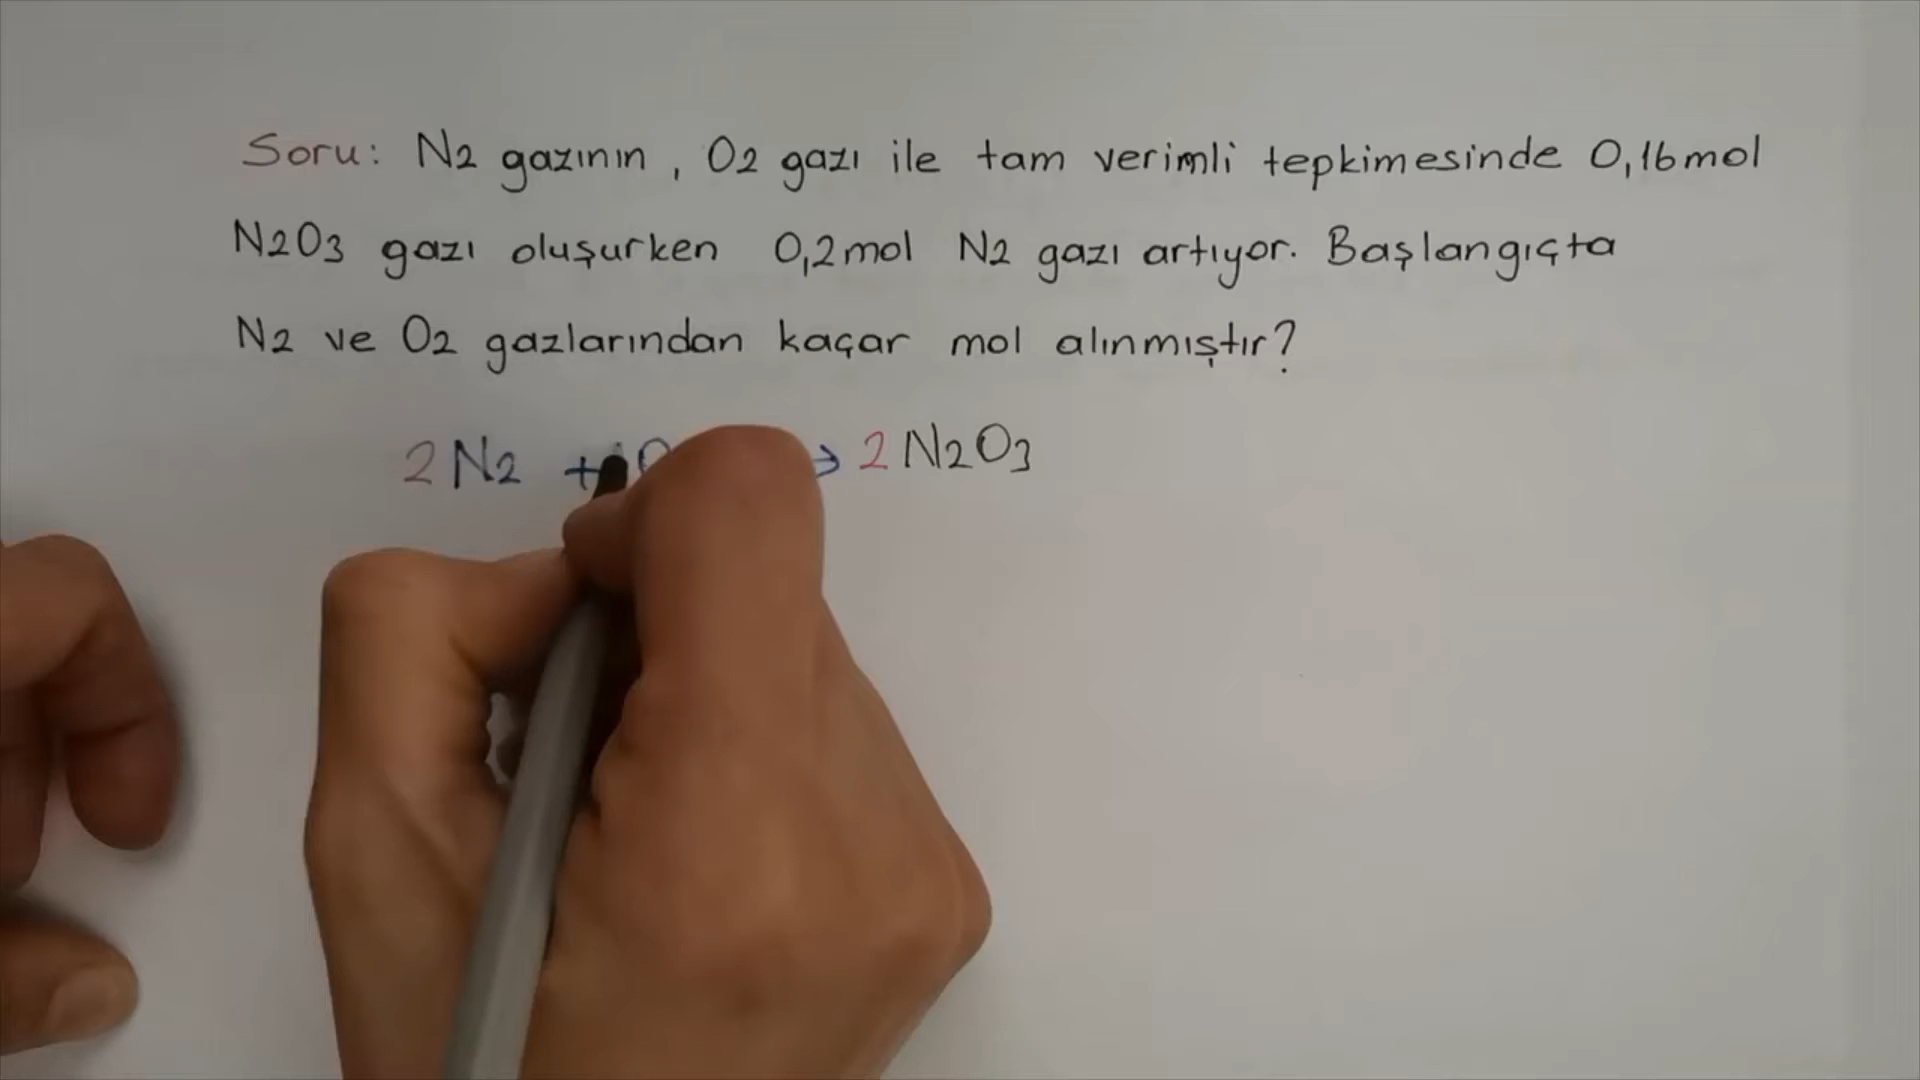 Soru: N2 gazının, O2 gazı ile tam verimli tepkimesinde 0,16mol
N2O3 gazı oluşurken 0,2mol N2 gazı artıyor. Başlangıçta
N2 ve O2 gazlarından kaçar mol alınmıştır?
2N2 + → 2N2O3